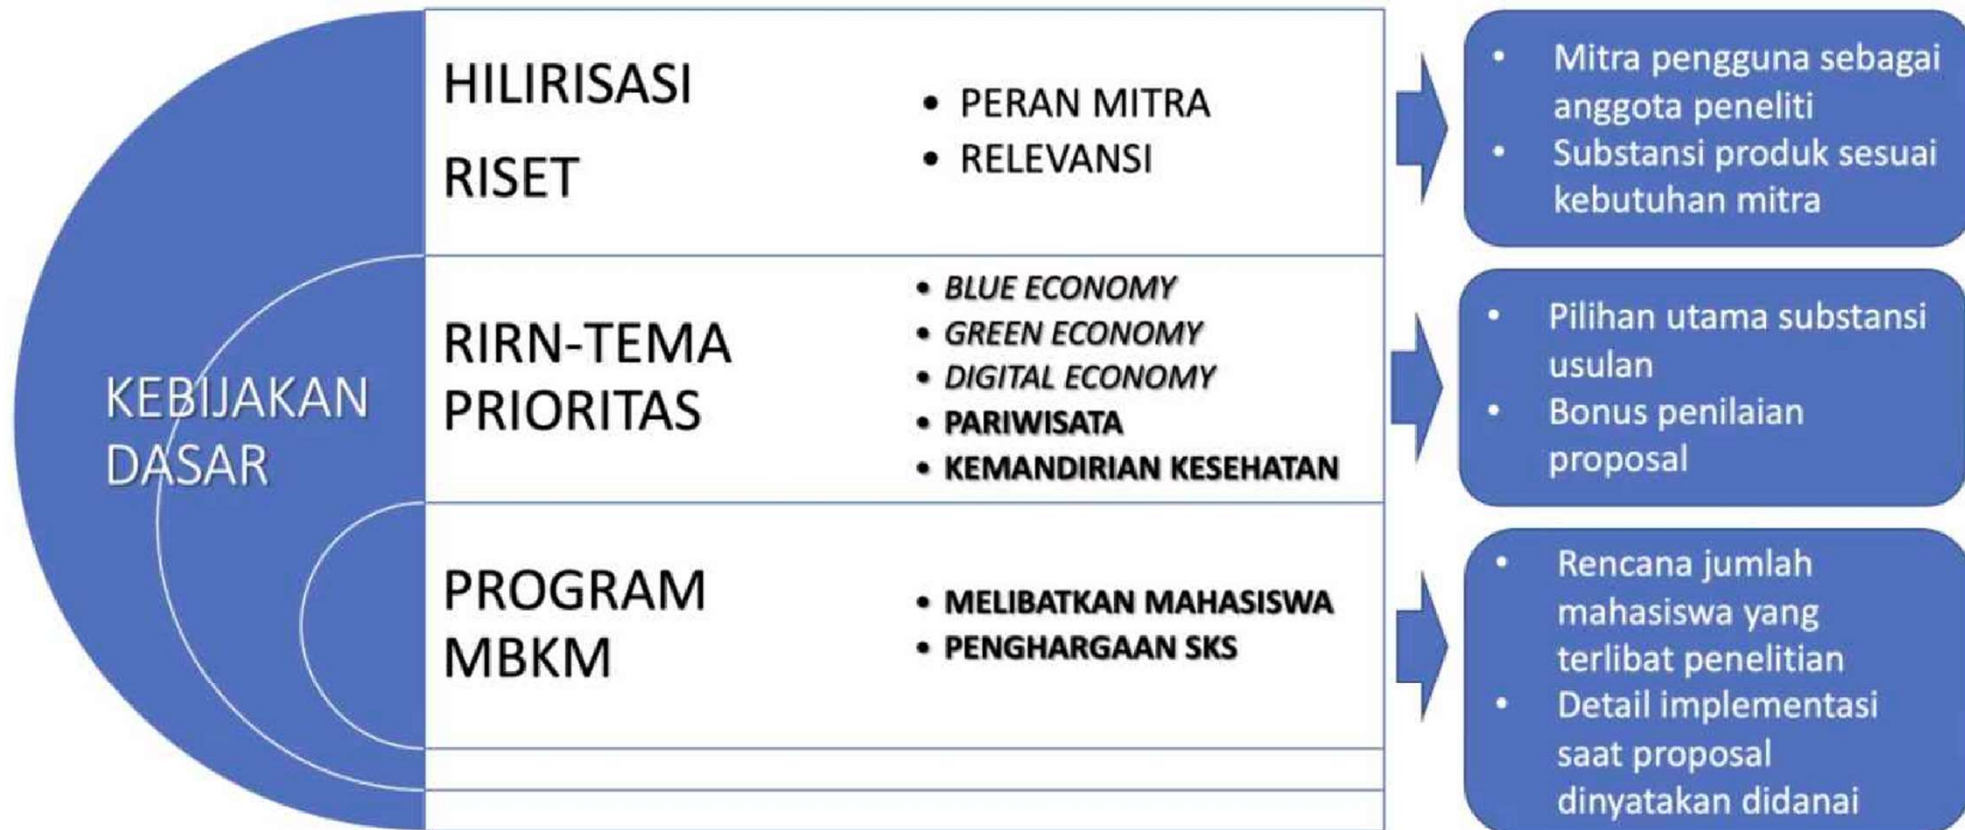 KEBIJAKAN
DASAR
HILIRISASI
RISET
• PERAN MITRA
• RELEVANSI
• Mitra pengguna sebagai
anggota peneliti
• Substansi produk sesuai
kebutuhan mitra
RIRN-TEMA
PRIORITAS
• BLUE ECONOMY
• GREEN ECONOMY
• DIGITAL ECONOMY
• PARIWISATA
• KEMANDIRIAN KESEHATAN
• Pilihan utama substansi
usulan
• Bonus penilaian
proposal
PROGRAM
MBKM
• MELIBATKAN MAHASISWA
• PENGHARGAAN SKS
• Rencana jumlah
mahasiswa yang
terlibat penelitian
• Detail implementasi
saat proposal
dinyatakan didanai